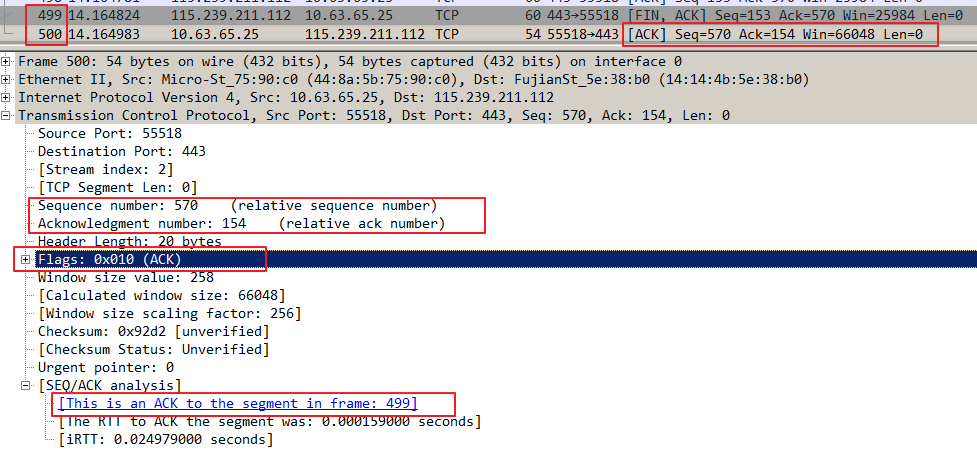 499 14.164824 115.239.211.112 10.63.65.25 TCP 60 443→55518 [FIN, ACK] Seq=153 Ack=570 Win=25984 Len=0
500 14.164983 10.63.65.25 115.239.211.112 TCP 54 55518→443 [ACK] Seq=570 Ack=154 Win=66048 Len=0
Frame 500: 54 bytes on wire (432 bits), 54 bytes captured (432 bits) on interface 0
Ethernet II, Src: Micro-St_75:90:c0 (44:8a:5b:75:90:c0), Dst: FujianSt_5e:38:b0 (14:14:4b:5e:38:b0)
Internet Protocol Version 4, Src: 10.63.65.25, Dst: 115.239.211.112
Transmission Control Protocol, Src Port: 55518, Dst Port: 443, Seq: 570, Ack: 154, Len: 0
Source Port: 55518
Destination Port: 443
[Stream index: 2]
[TCP Segment Len: 0]
Sequence number: 570 (relative sequence number)
Acknowledgment number: 154 (relative ack number)
Header Length: 20 bytes
Flags: 0x010 (ACK)
Window size value: 258
[Calculated window size: 66048]
[Window size scaling factor: 256]
Checksum: 0x92d2 [unverified]
[Checksum Status: Unverified]
Urgent pointer: 0
[SEQ/ACK analysis]
[This is an ACK to the segment in frame: 499]
[The RTT to ACK the segment was: 0.000159000 seconds]
[iRTT: 0.024979000 seconds]